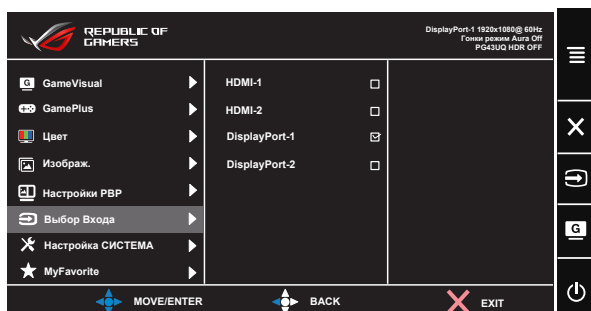 REPUBLIC OF
GAMERS
DisplayPort-1 1920x1080@ 60Hz
Гонки режим Aura Off
PG43UQ HDR OFF
G GameVisual
GamePlus
Цвет
Изображ.
Настройки PBP
Выбор Входа
Настройка СИСТЕМА
MyFavorite
HDMI-1
HDMI-2
DisplayPort-1
DisplayPort-2
G
MOVE/ENTER
BACK
EXIT